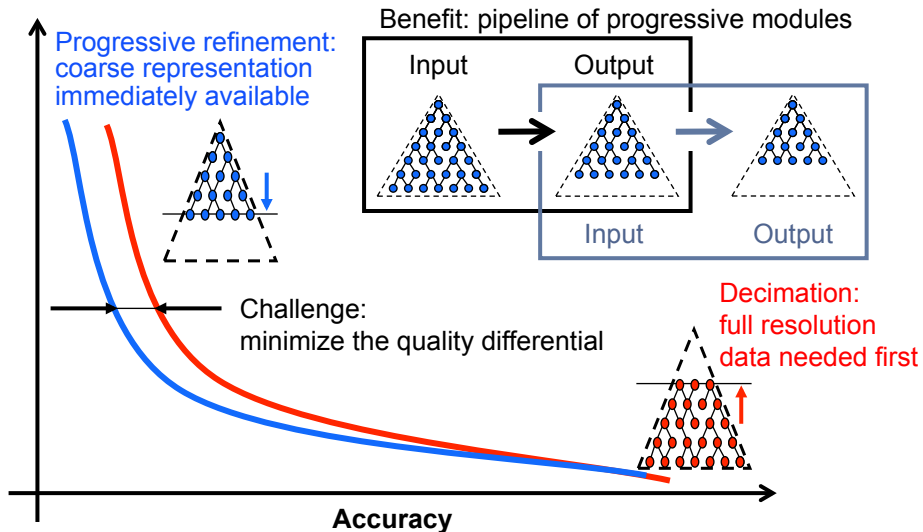 Benefit: pipeline of progressive modules
Progressive refinement:
coarse representation
immediately available
Input
Output
Input
Output
Challenge:
minimize the quality differential
Decimation:
full resolution
data needed first
Accuracy